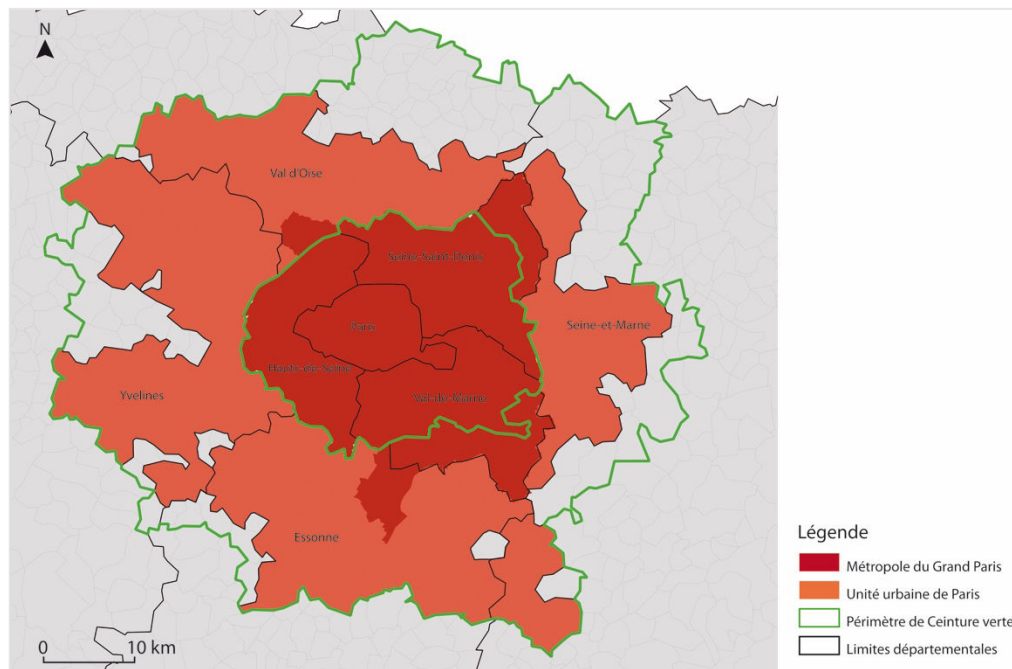 N
Val d'Oise
Seine-Saint-Denis
Paris
Seine-et-Marne
Hauts-de-Seine
Yvelines
Val-de-Marne
Essonne
Légende
Métropole du Grand Paris
Unité urbaine de Paris
Périmètre de Ceinture verte
Limites départementales
0 10 km